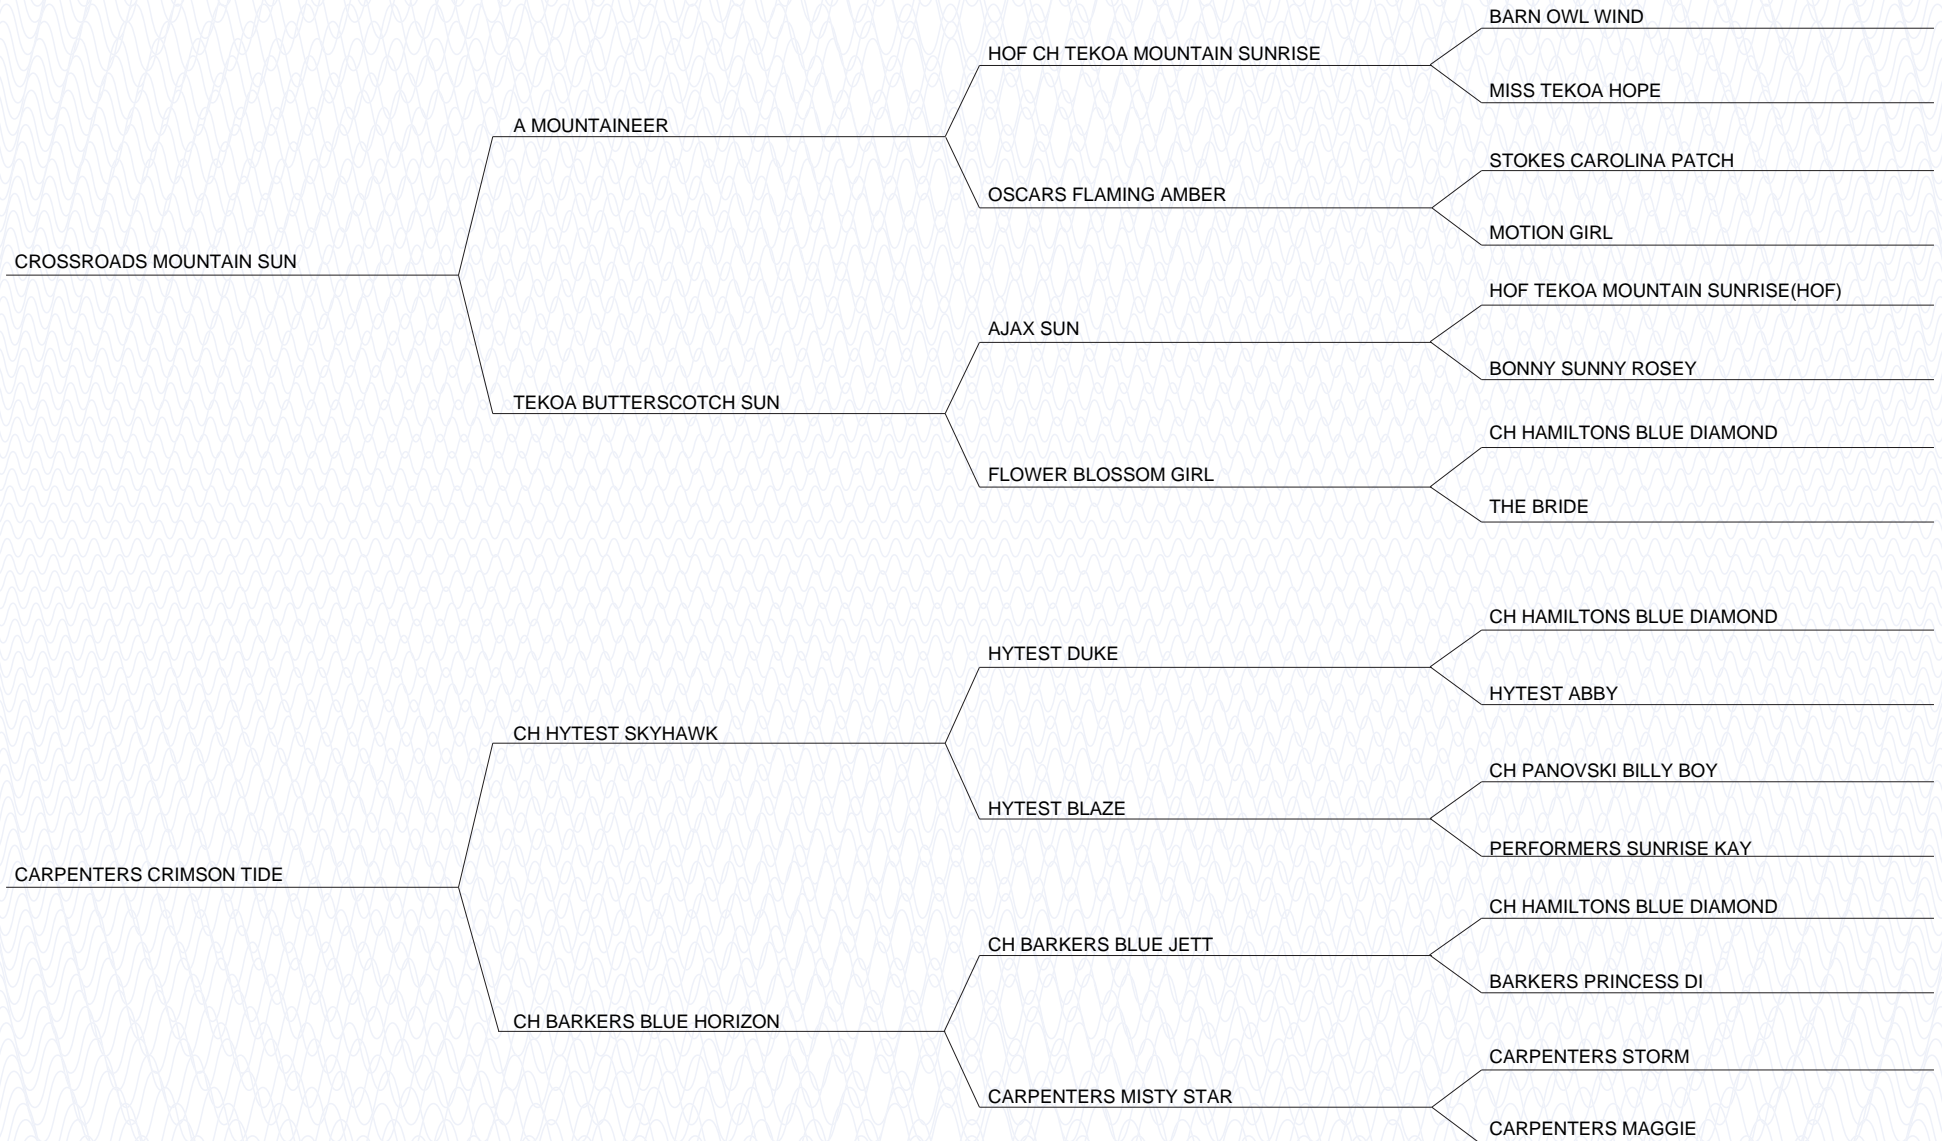 BARN OWL WIND
HOF CH TEKOA MOUNTAIN SUNRISE
MISS TEKOA HOPE
A MOUNTAINEER
STOKES CAROLINA PATCH
OSCARS FLAMING AMBER
MOTION GIRL
CROSSROADS MOUNTAIN SUN
HOF TEKOA MOUNTAIN SUNRISE(HOF)
AJAX SUN
BONNY SUNNY ROSEY
TEKOA BUTTERSCOTCH SUN
CH HAMILTONS BLUE DIAMOND
FLOWER BLOSSOM GIRL
THE BRIDE
CH HAMILTONS BLUE DIAMOND
HYTEST DUKE
HYTEST ABBY
CH HYTEST SKYHAWK
CH PANOVSKI BILLY BOY
HYTEST BLAZE
PERFORMERS SUNRISE KAY
CARPENTERS CRIMSON TIDE
CH HAMILTONS BLUE DIAMOND
CH BARKERS BLUE JETT
BARKERS PRINCESS DI
CH BARKERS BLUE HORIZON
CARPENTERS STORM
CARPENTERS MISTY STAR
CARPENTERS MAGGIE